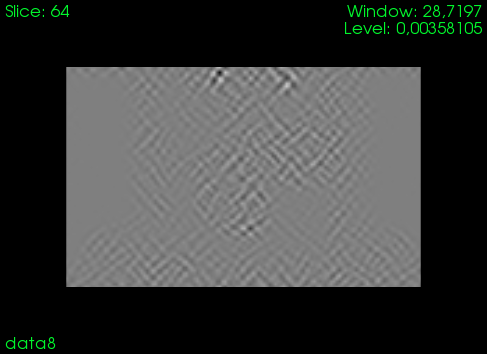 Slice: 64
Window: 28,7197
Level: 0,00358105
data8